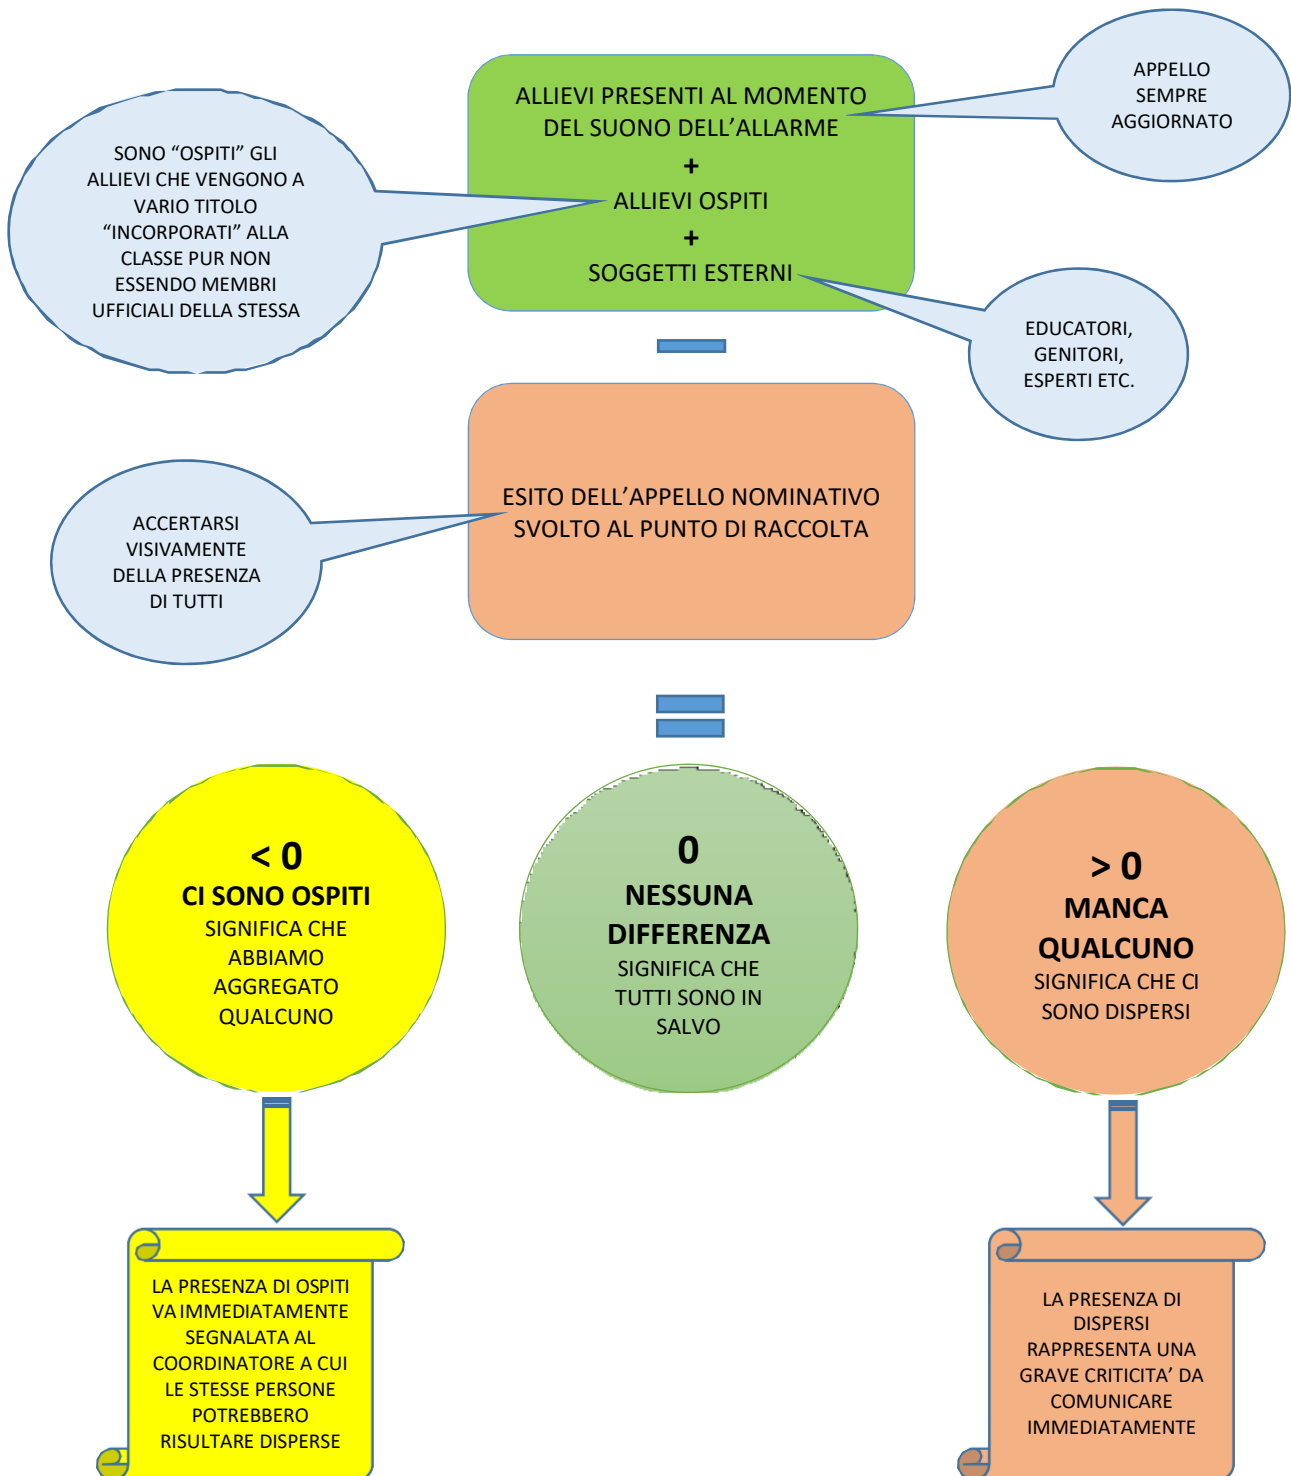 ALLIEVI PRESENTI AL MOMENTO
DEL SUONO DELL’ALLARME
+
ALLIEVI OSPITI
+
SOGGETTI ESTERNI
APPELLO
SEMPRE
AGGIORNATO
SONO “OSPITI” GLI
ALLIEVI CHE VENGONO A
VARIO TITOLO
“INCORPORATI” ALLA
CLASSE PUR NON
ESSENDO MEMBRI
UFFICIALI DELLA STESSA
EDUCATORI,
GENITORI,
ESPERTI ETC.
ESITO DELL’APPELLO NOMINATIVO
SVOLTO AL PUNTO DI RACCOLTA
ACCERTARSI
VISIVAMENTE
DELLA PRESENZA
DI TUTTI
< 0
CI SONO OSPITI
SIGNIFICA CHE
ABBIAMO
AGGREGATO
QUALCUNO
0
NESSUNA
DIFFERENZA
SIGNIFICA CHE
TUTTI SONO IN
SALVO
> 0
MANCA
QUALCUNO
SIGNIFICA CHE CI
SONO DISPERSI
LA PRESENZA DI OSPITI
VA IMMEDIATAMENTE
SEGNALATA AL
COORDINATORE A CUI
LE STESSE PERSONE
POTREBBERO
RISULTARE DISPERSE
LA PRESENZA DI
DISPERSI
RAPPRESENTA UNA
GRAVE CRITICITA’ DA
COMUNICARE
IMMEDIATAMENTE